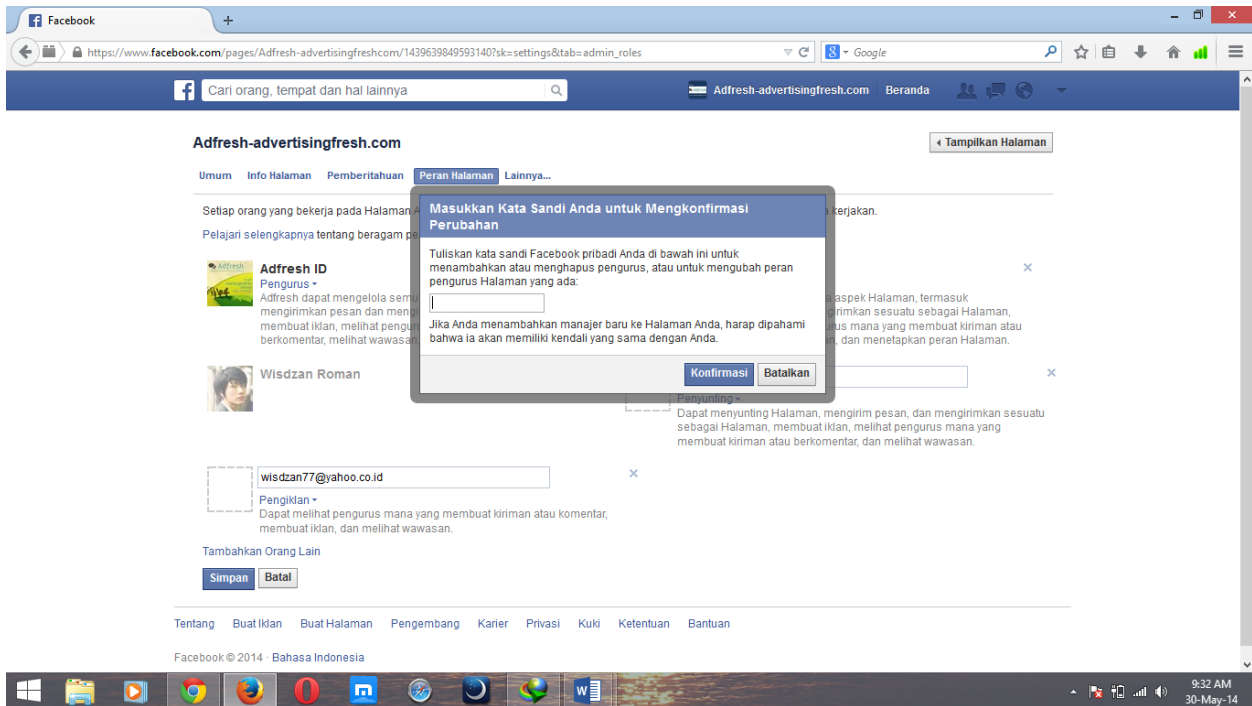 Facebook
https://www.facebook.com/pages/Adfresh-advertisingfreshcom/1439639849593140?sk=settings&tab=admin_roles
Google
Cari orang, tempat dan hal lainnya
Adfresh-advertisingfresh.com Beranda
Adfresh-advertisingfresh.com
Tampilkan Halaman
Umum Info Halaman Pemberitahuan Peran Halaman Lainnya...
Setiap orang yang bekerja pada Halaman kerjakan.
Pelajari selengkapnya tentang beragam
Masukkan Kata Sandi Anda untuk Mengkonfirmasi
Perubahan
Tuliskan kata sandi Facebook pribadi Anda di bawah ini untuk
menambahkan atau menghapus pengurus, atau untuk mengubah peran
pengurus Halaman yang ada:
Jika Anda menambahkan manajer baru ke Halaman Anda, harap dipahami
bahwa ia akan memiliki kendali yang sama dengan Anda.
Konfirmasi Batalkan
Adfresh
Adfresh ID
Pengurus
Adfresh dapat mengelola
mengirimkan pesan dan
membuat iklan, melihat
berkomentar, melihat wawasan,
aspek Halaman, termasuk
sesuatu sebagai Halaman,
mana yang membuat kiriman atau
dan menetapkan peran Halaman.
Wisdzan Roman
Penyunting
Dapat menyunting Halaman, mengirim pesan, dan mengirimkan sesuatu
sebagai Halaman, membuat iklan, melihat pengurus mana yang
membuat kiriman atau berkomentar, dan melihat wawasan.
wisdzan77@yahoo.co.id
Pengiklan
Dapat melihat pengurus mana yang membuat kiriman atau komentar,
membuat iklan, dan melihat wawasan.
Tambahkan Orang Lain
Simpan Batal
Tentang Buat Iklan Buat Halaman Pengembang Karier Privasi Kuki Ketentuan Bantuan
Facebook © 2014 · Bahasa Indonesia
9:32 AM
30-May-14